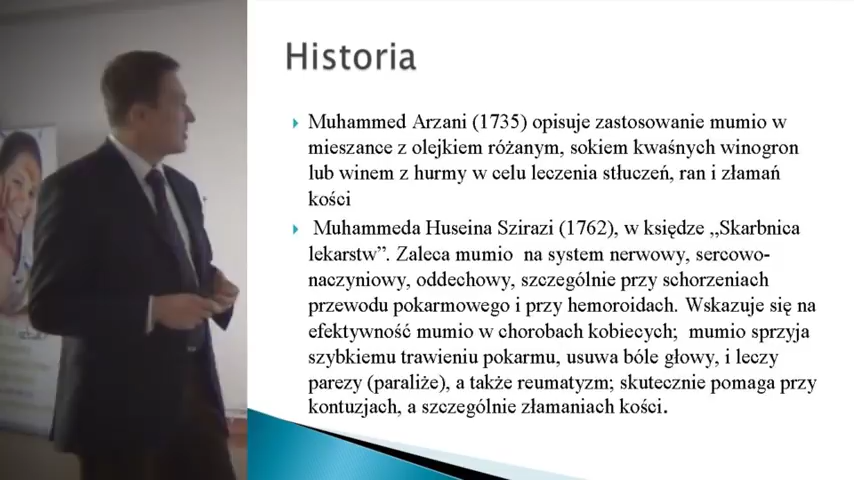 Historia
Muhammed Arzani (1735) opisuje zastosowanie mumio w
mieszance z olejkiem różanym, sokiem kwaśnych winogron
lub winem z hurmy w celu leczenia stłuczeń, ran i złamań
kości
Muhammeda Huseina Szirazi (1762), w księdze „Skarbnica
lekarstw”. Zaleca mumio na system nerwowy, sercowo-
naczyniowy, oddechowy, szczególnie przy schorzeniach
przewodu pokarmowego i przy hemoroidach. Wskazuje się na
efektywność mumio w chorobach kobiecych; mumio sprzyja
szybkiemu trawieniu pokarmu, usuwa bóle głowy, i leczy
parezy (paraliże), a także reumatyzm; skutecznie pomaga przy
kontuzjach, a szczególnie złamaniach kości.